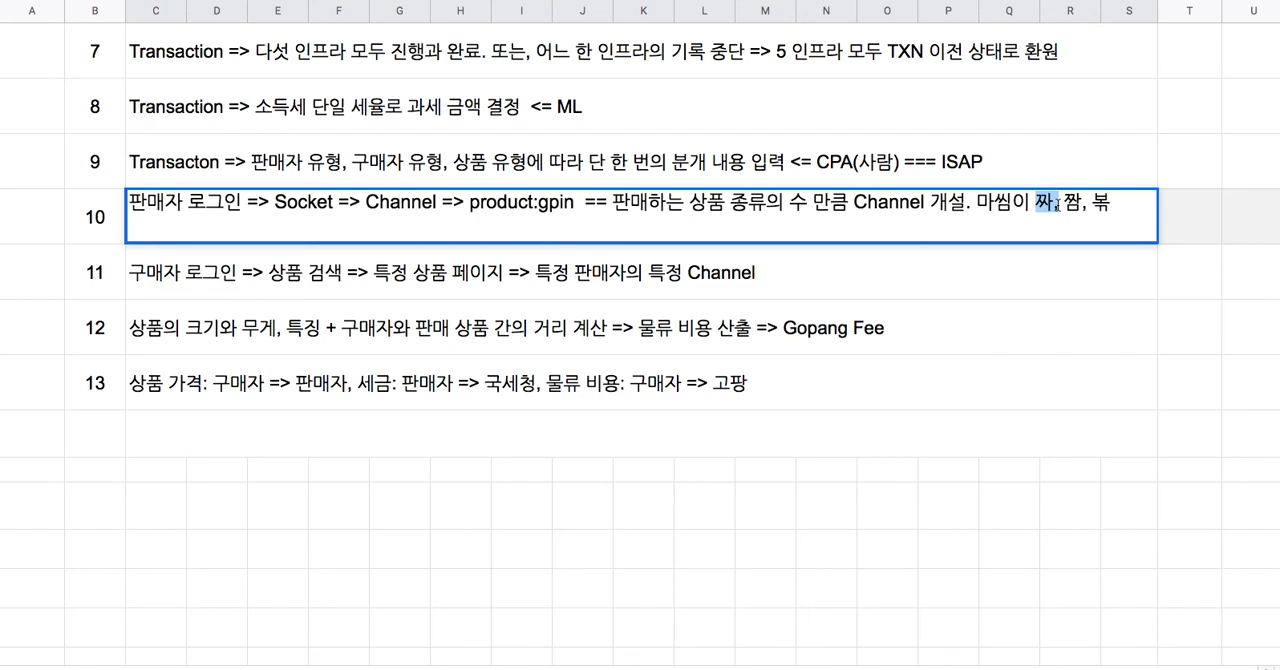 A B C D E F G H I J K L M N O P Q R S T U
7 Transaction => 다섯 인프라 모두 진행과 완료. 또는, 어느 한 인프라의 기록 중단 => 5 인프라 모두 TXN 이전 상태로 환원
8 Transaction => 소득세 단일 세율로 과세 금액 결정 <= ML
9 Transacton => 판매자 유형, 구매자 유형, 상품 유형에 따라 단 한 번의 분개 내용 입력 <= CPA(사람) === ISAP
10 판매자 로그인 => Socket => Channel => product:gpin == 판매하는 상품 종류의 수 만큼 Channel 개설. 마씸이 짜, 짬, 볶
11 구매자 로그인 => 상품 검색 => 특정 상품 페이지 => 특정 판매자의 특정 Channel
12 상품의 크기와 무게, 특징 + 구매자와 판매 상품 간의 거리 계산 => 물류 비용 산출 => Gopang Fee
13 상품 가격: 구매자 => 판매자, 세금: 판매자 => 국세청, 물류 비용: 구매자 => 고팡